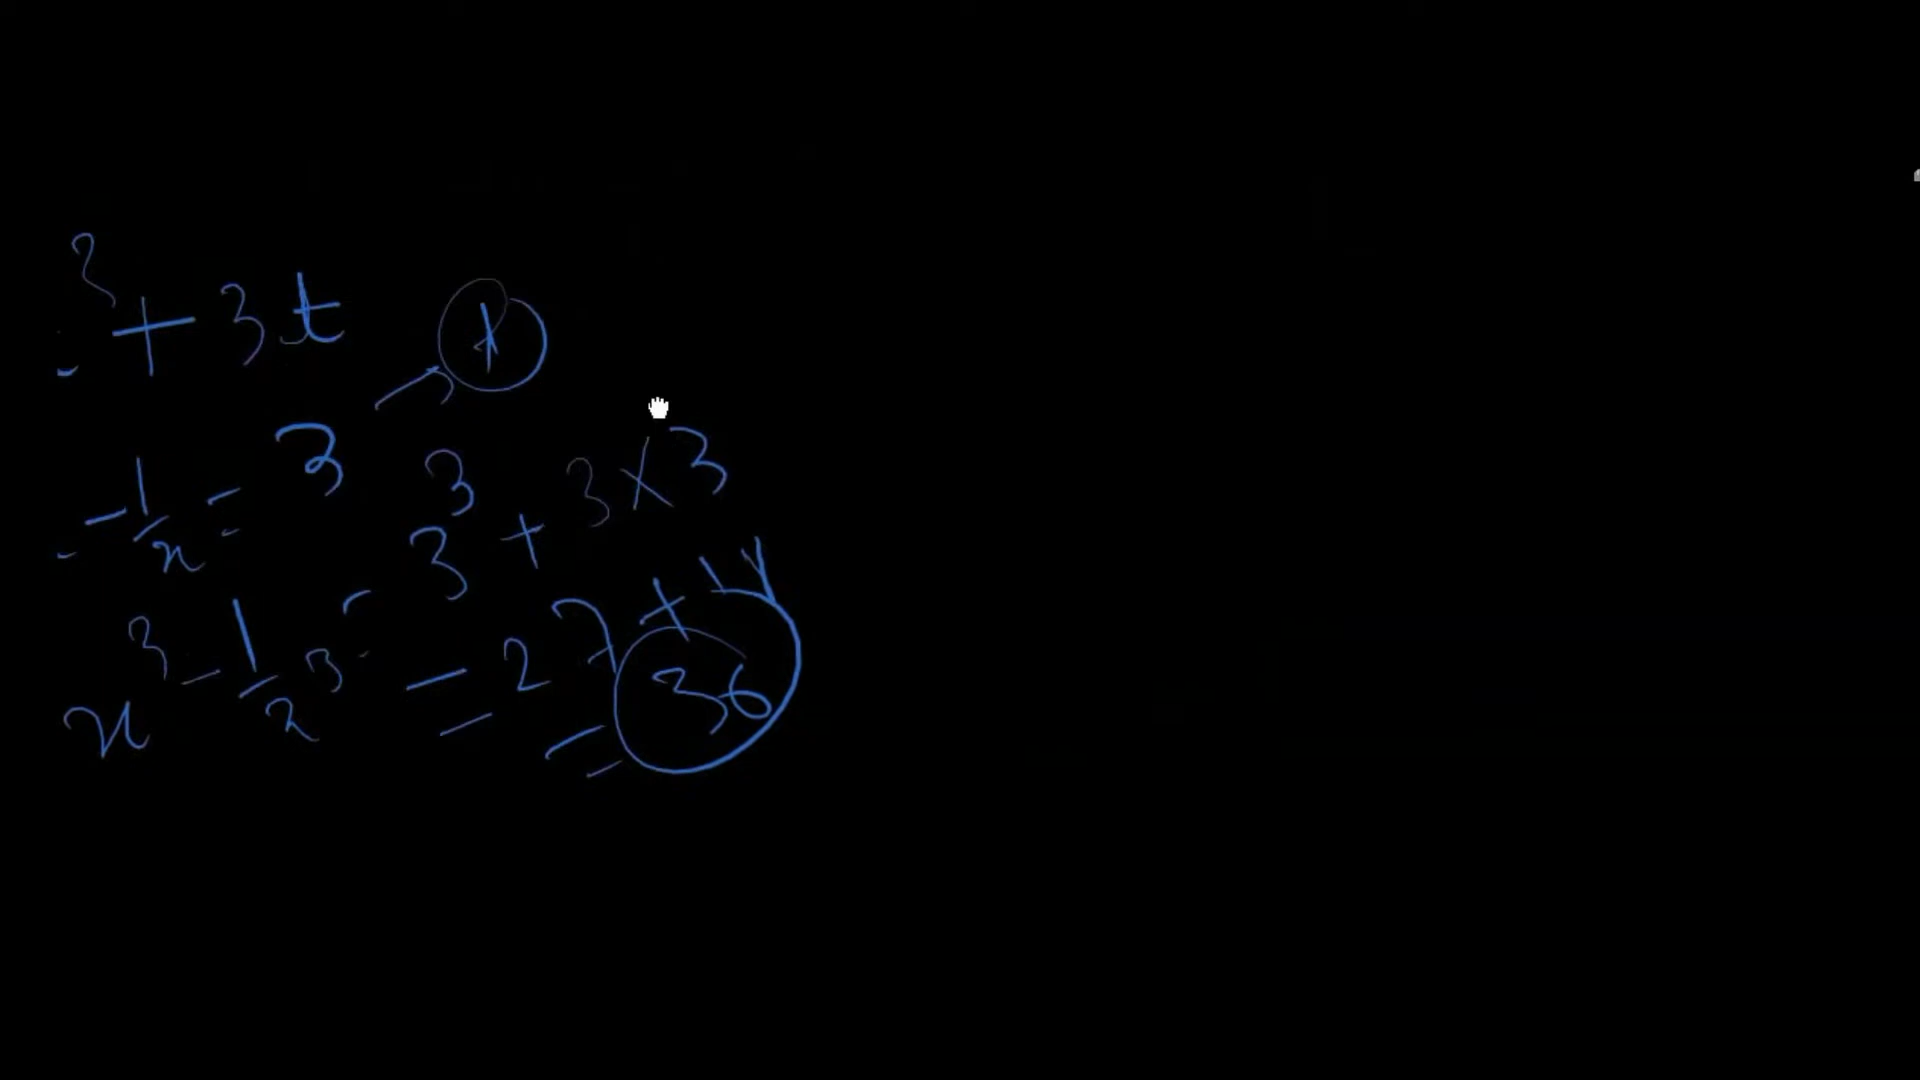 ³ + 3t
- 1/x = 3 → ①
x³ - 1/x³ = 3³ + 3 × 3
= 27 + 9
= 36